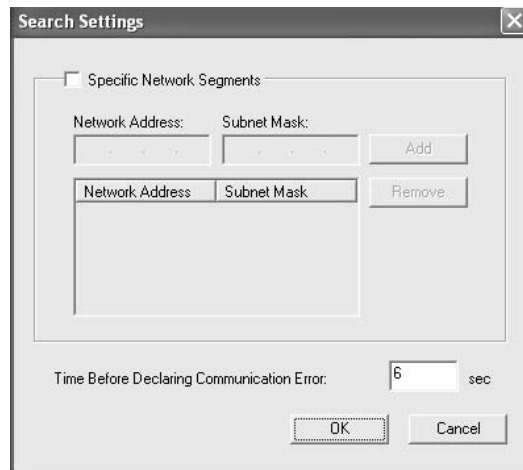 Search Settings
Specific Network Segments
Network Address: Subnet Mask:
Add
Network Address Subnet Mask
Remove
Time Before Declaring Communication Error: 6 sec
OK Cancel